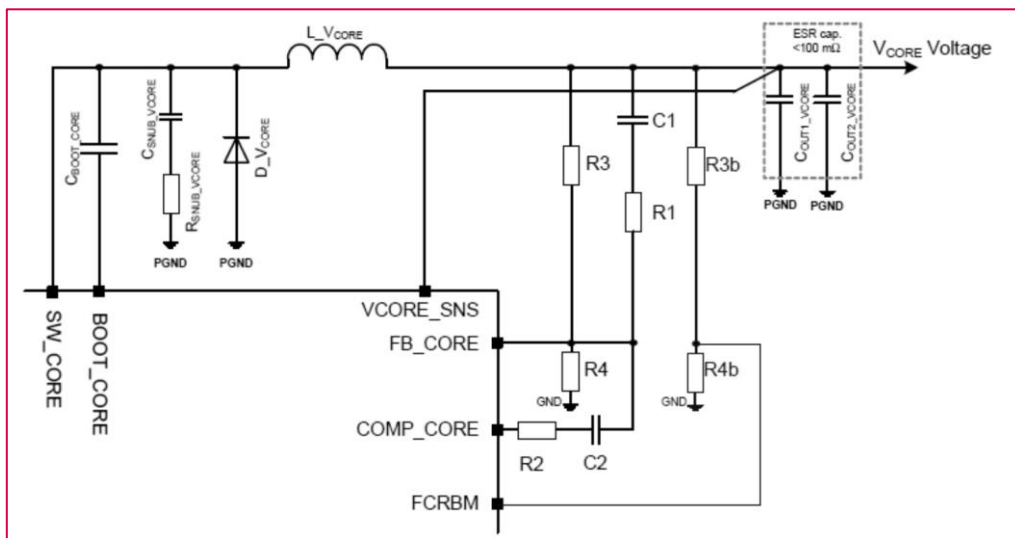 L_VCORE
ESR cap.
<100 mΩ
VCORE Voltage
CBOOT_CORE
CSNUB_VCORE
RSNUB_VCORE
D_VCORE
PGND
PGND
R3
C1
R1
R3b
COUT1_VCORE
COUT2_VCORE
PGND
PGND
SW_CORE
BOOT_CORE
VCORE_SNS
FB_CORE
R4
GND
R4b
GND
COMP_CORE
R2
C2
FCRBM